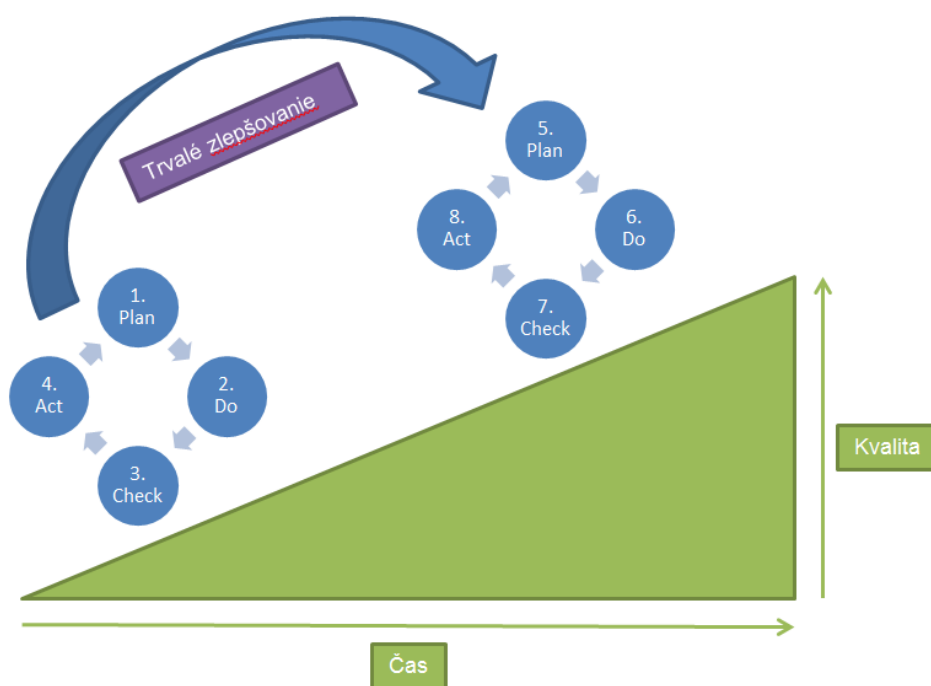 Trvalé zlepšovanie
1.
Plan
2.
Do
3.
Check
4.
Act
5.
Plan
6.
Do
7.
Check
8.
Act
Kvalita
Čas